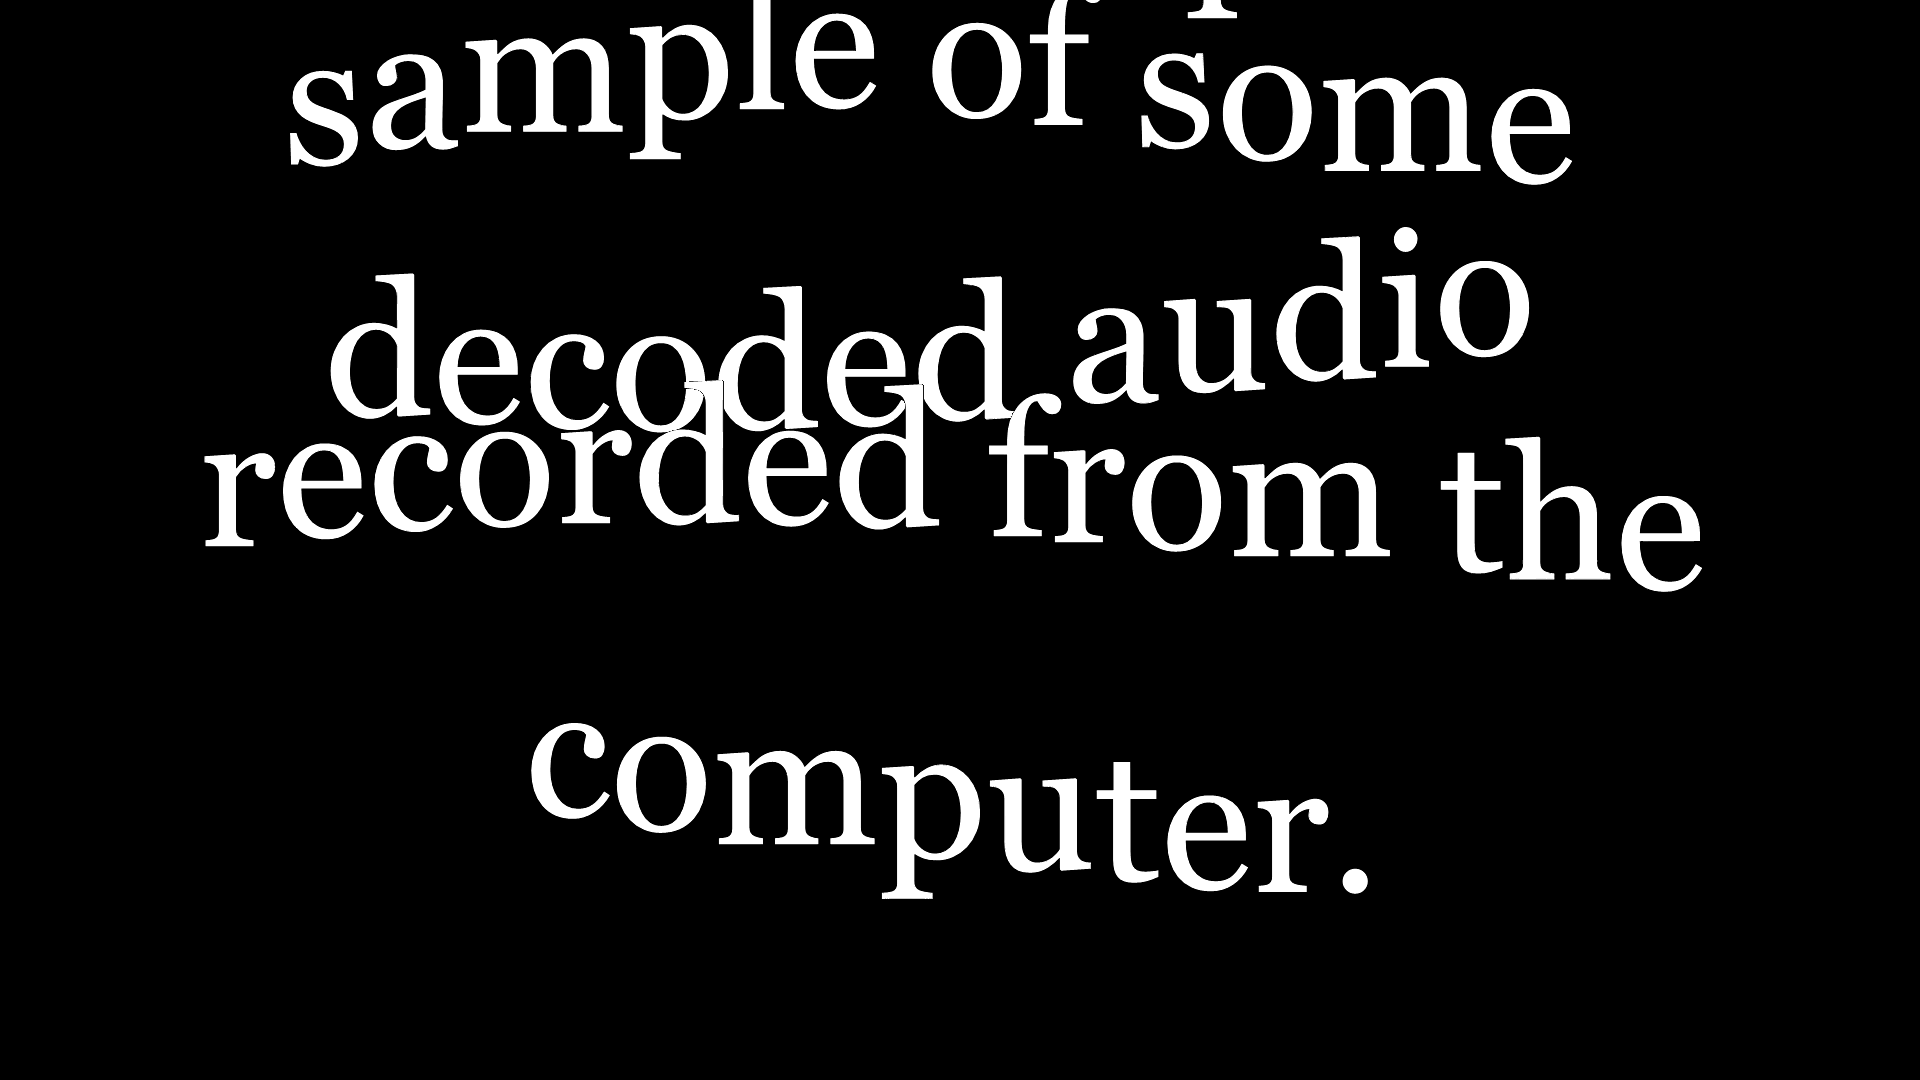 sample of some
decoded audio
recorded from the
computer.